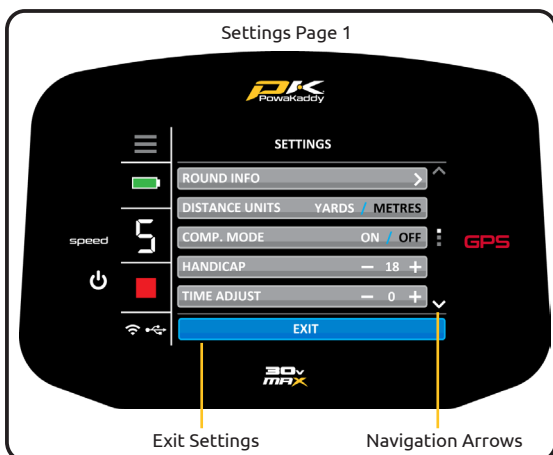 Settings Page 1
PK
PowaKaddy
SETTINGS
ROUND INFO >
DISTANCE UNITS YARDS / METRES
COMP. MODE ON / OFF
speed 5 GPS
HANDICAP − 18 +
TIME ADJUST − 0 +
EXIT
30v
MAX
Exit Settings Navigation Arrows